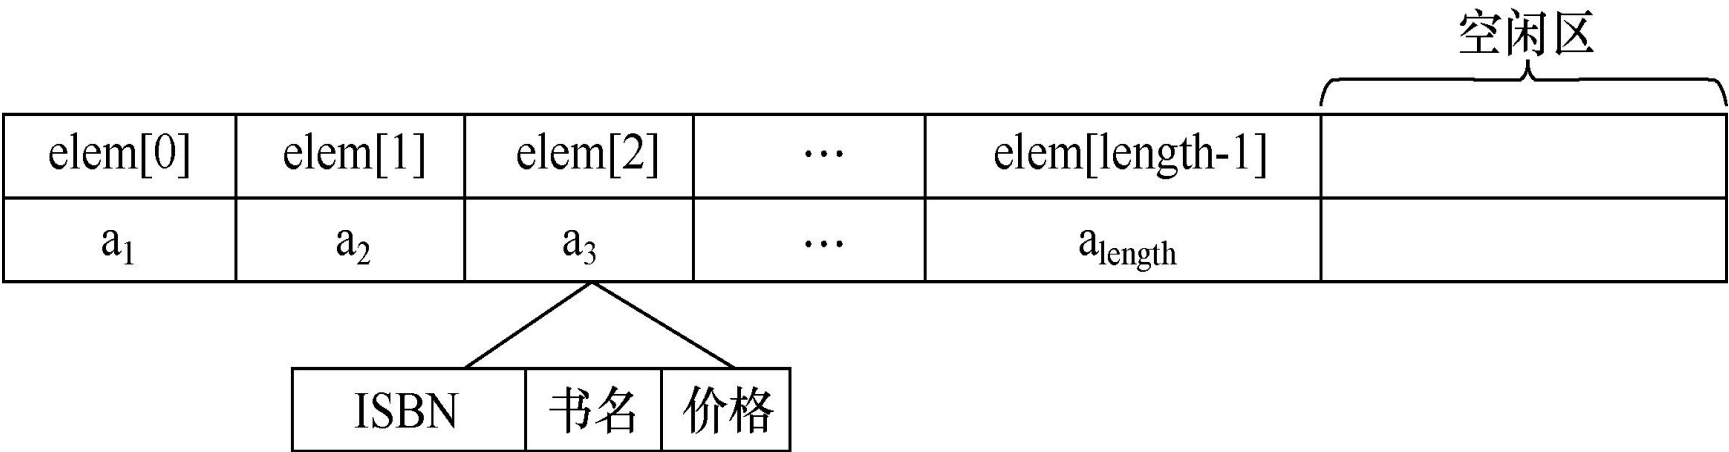 空闲区
elem[0] elem[1] elem[2] … elem[length-1]
a1 a2 a3 … alength
ISBN 书名 价格